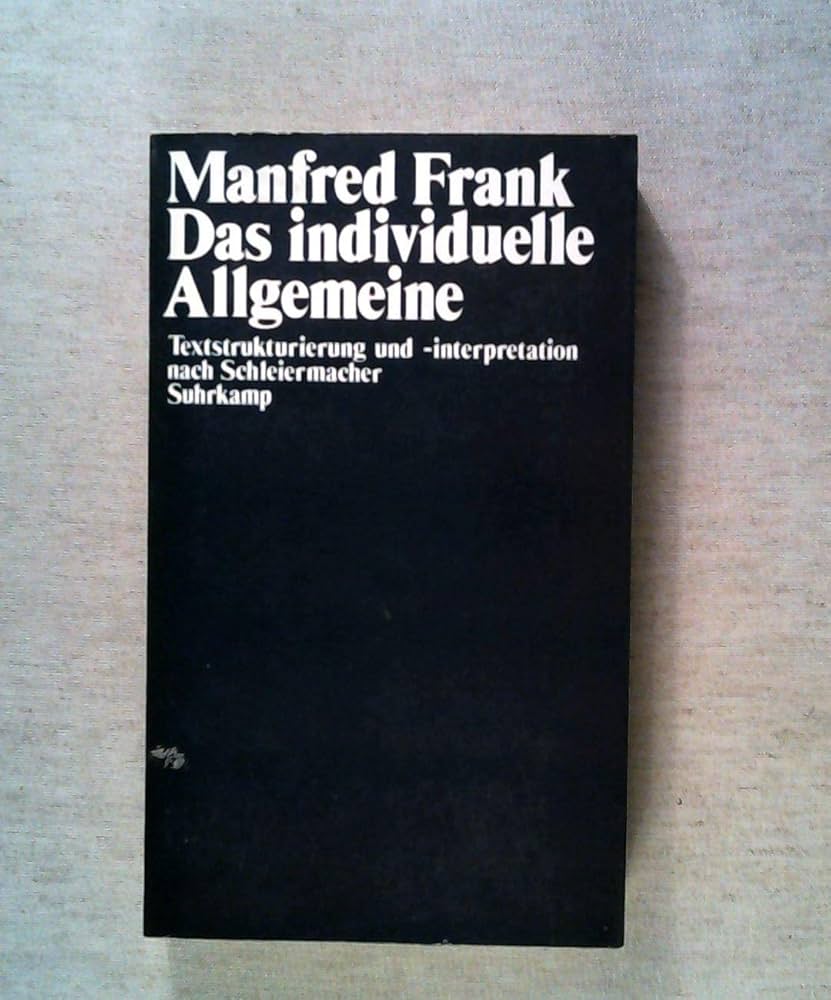 Manfred Frank
Das individuelle
Allgemeine
Textstrukturierung und -interpretation
nach Schleiermacher
Suhrkamp